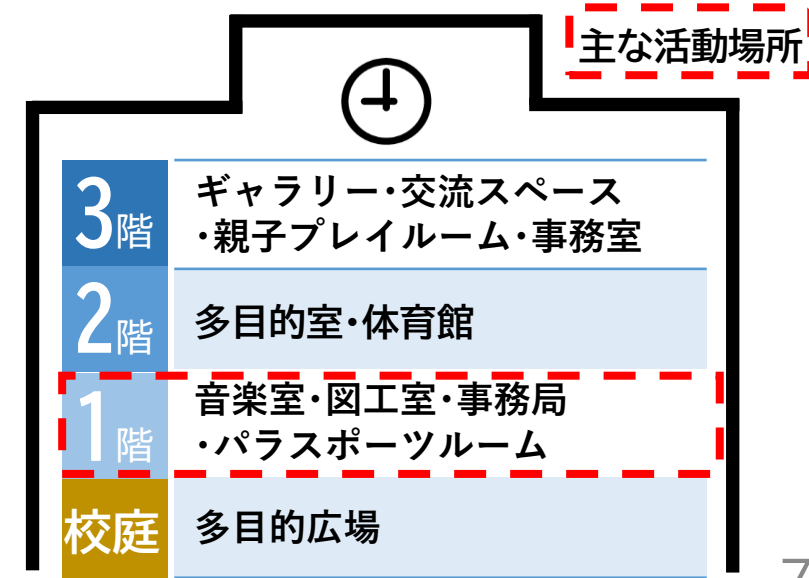 主な活動場所
3階
ギャラリー・交流スペース
・親子プレイルーム・事務室
2階
多目的室・体育館
1階
音楽室・図工室・事務局
・パラスポーツルーム
校庭
多目的広場